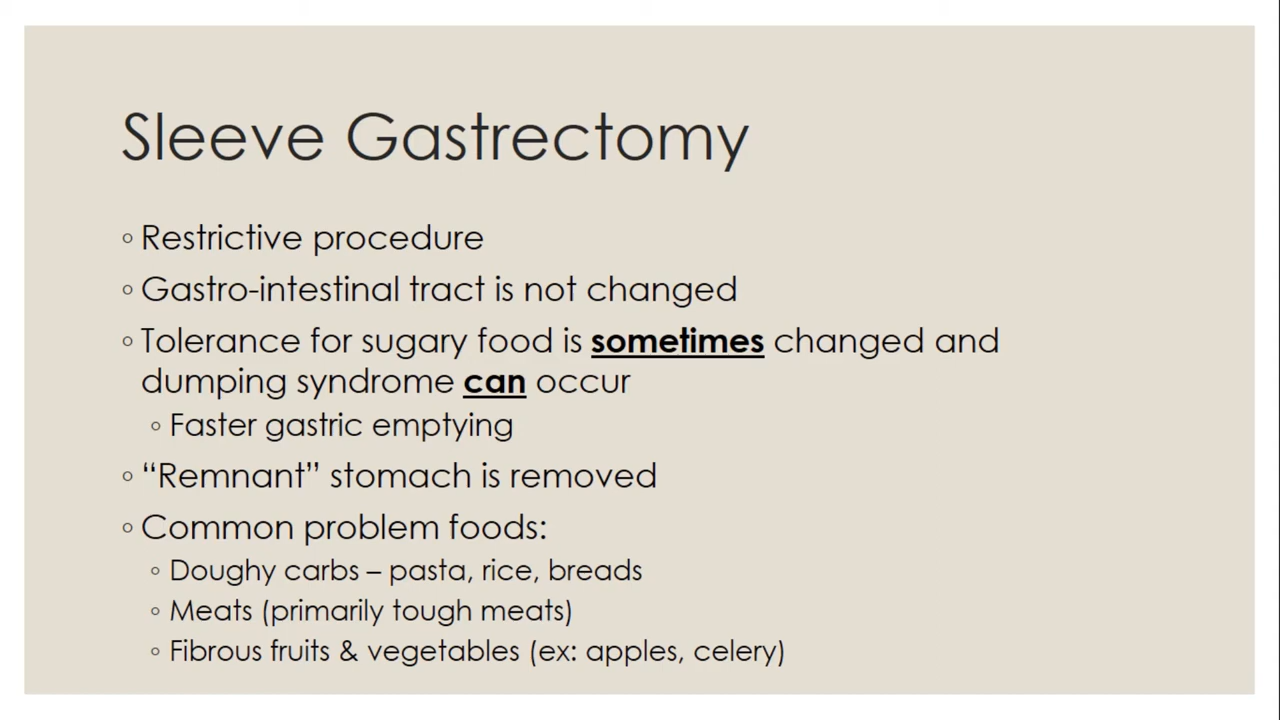 Sleeve Gastrectomy
◦ Restrictive procedure
◦ Gastro-intestinal tract is not changed
◦ Tolerance for sugary food is sometimes changed and
dumping syndrome can occur
◦ Faster gastric emptying
◦ “Remnant” stomach is removed
◦ Common problem foods:
◦ Doughy carbs – pasta, rice, breads
◦ Meats (primarily tough meats)
◦ Fibrous fruits & vegetables (ex: apples, celery)